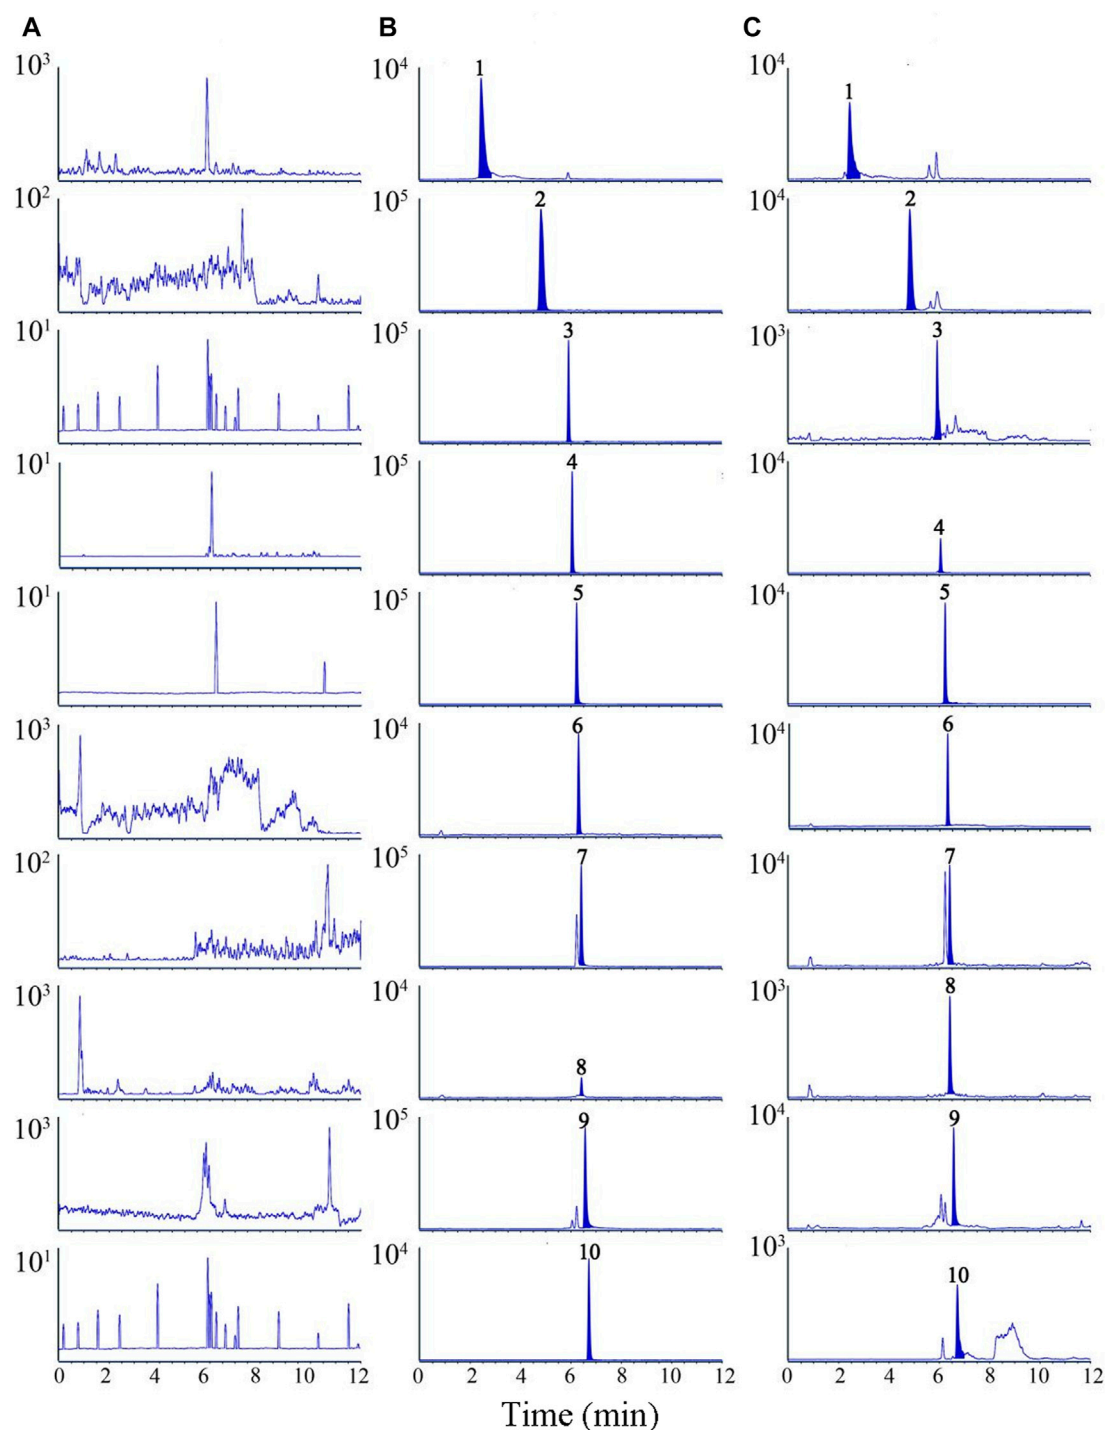 A B C
10³ 10⁴ 1 10⁴ 1
10² 10⁵ 2 10⁴ 2
10¹ 10⁵ 3 10³ 3
10¹ 10⁵ 4 10⁴ 4
10¹ 10⁵ 5 10⁴ 5
10³ 10⁴ 6 10⁴ 6
10² 10⁵ 7 10⁴ 7
10³ 10⁴ 8 10³ 8
10³ 10⁵ 9 10⁴ 9
10¹ 10⁴ 10 10³ 10
0 2 4 6 8 10 12 0 2 4 6 8 10 12 0 2 4 6 8 10 12
Time (min)